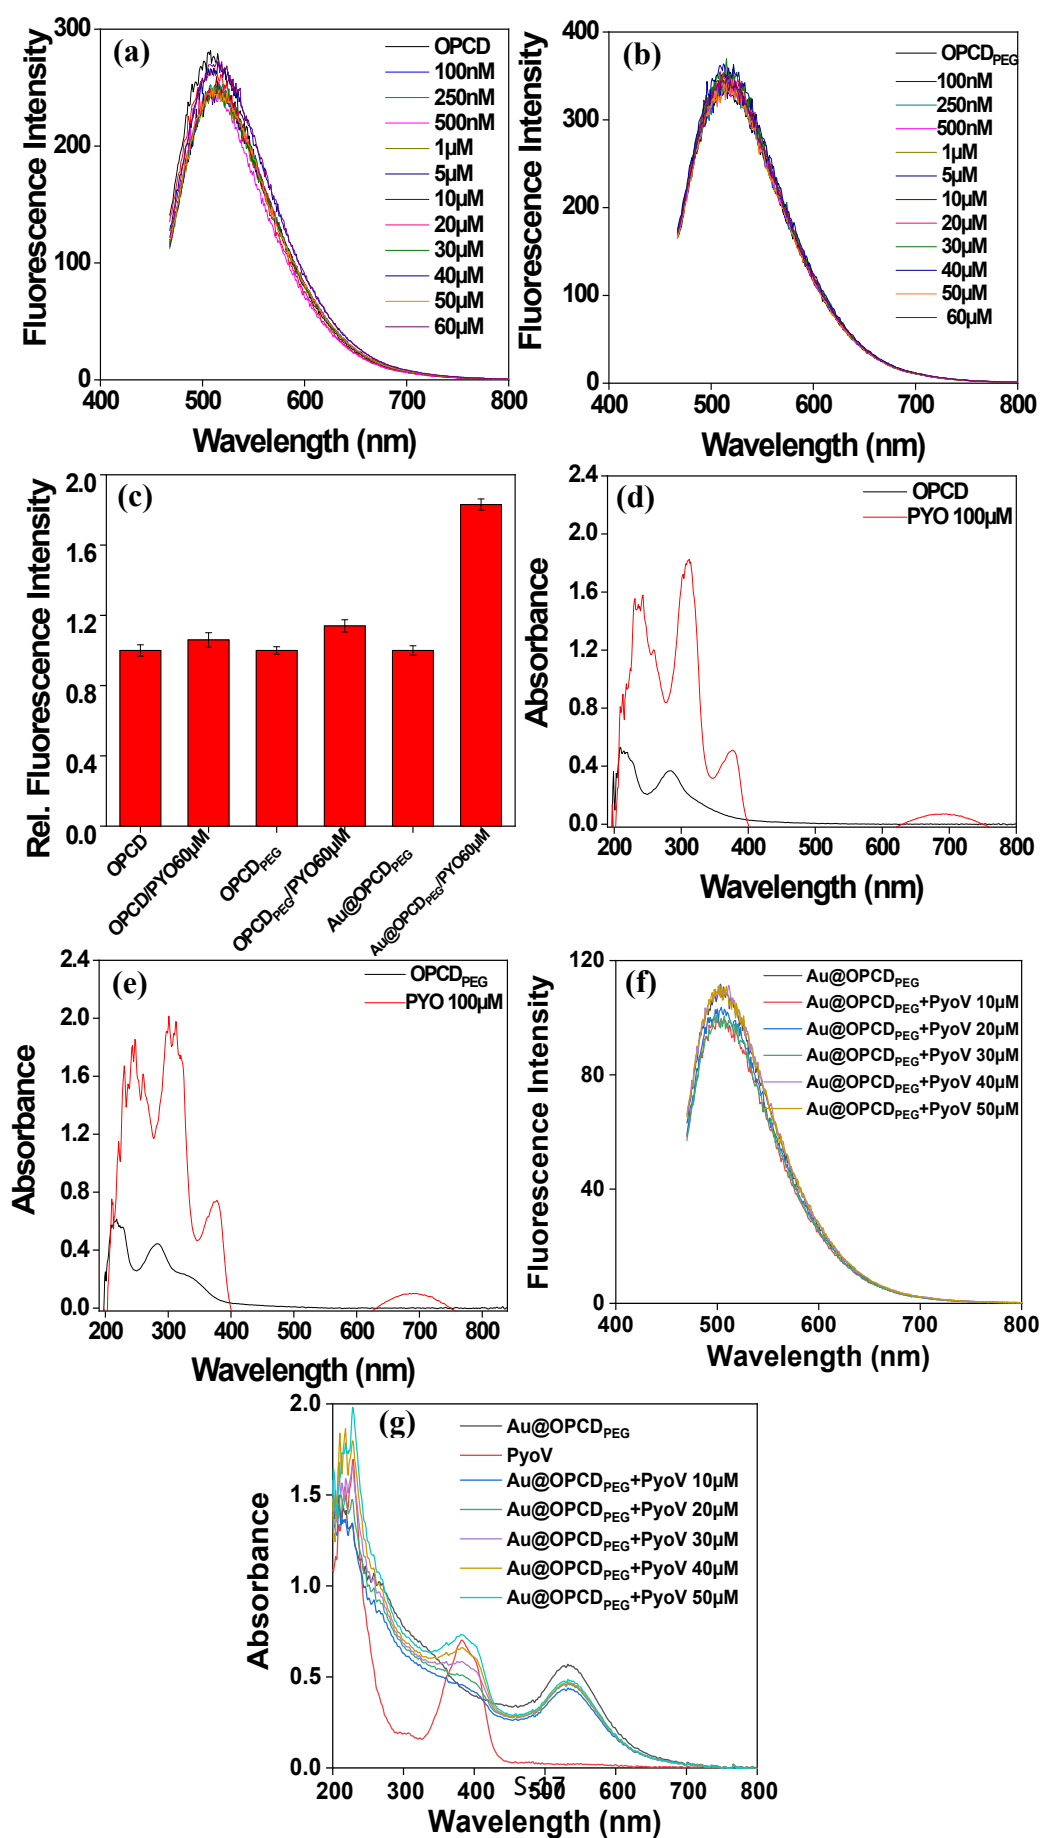 (a)
OPCD
100nM
250nM
500nM
1µM
5µM
10µM
20µM
30µM
40µM
50µM
60µM
300
200
100
0
400 500 600 700 800
Fluorescence Intensity
Wavelength (nm)
(b)
OPCDPEG
100nM
250nM
500nM
1µM
5µM
10µM
20µM
30µM
40µM
50µM
60µM
400
300
200
100
0
400 500 600 700 800
Fluorescence Intensity
Wavelength (nm)
(c)
2.0
1.6
1.2
0.8
0.4
0.0
Rel. Fluorescence Intensity
OPCD
OPCD/PYO60µM
OPCDPEG
OPCDPEG/PYO60µM
Au@OPCDPEG
Au@OPCDPEG/PYO60µM
(d)
OPCD
PYO 100µM
2.4
2.0
1.6
1.2
0.8
0.4
0.0
200 300 400 500 600 700 800
Absorbance
Wavelength (nm)
(e)
OPCDPEG
PYO 100µM
2.4
2.0
1.6
1.2
0.8
0.4
0.0
200 300 400 500 600 700 800
Absorbance
Wavelength (nm)
(f)
Au@OPCDPEG
Au@OPCDPEG+PyoV 10µM
Au@OPCDPEG+PyoV 20µM
Au@OPCDPEG+PyoV 30µM
Au@OPCDPEG+PyoV 40µM
Au@OPCDPEG+PyoV 50µM
120
80
40
0
400 500 600 700 800
Fluorescence Intensity
Wavelength (nm)
(g)
Au@OPCDPEG
PyoV
Au@OPCDPEG+PyoV 10µM
Au@OPCDPEG+PyoV 20µM
Au@OPCDPEG+PyoV 30µM
Au@OPCDPEG+PyoV 40µM
Au@OPCDPEG+PyoV 50µM
2.0
1.5
1.0
0.5
0.0
200 300 400 500 600 700 800
S-17
Absorbance
Wavelength (nm)